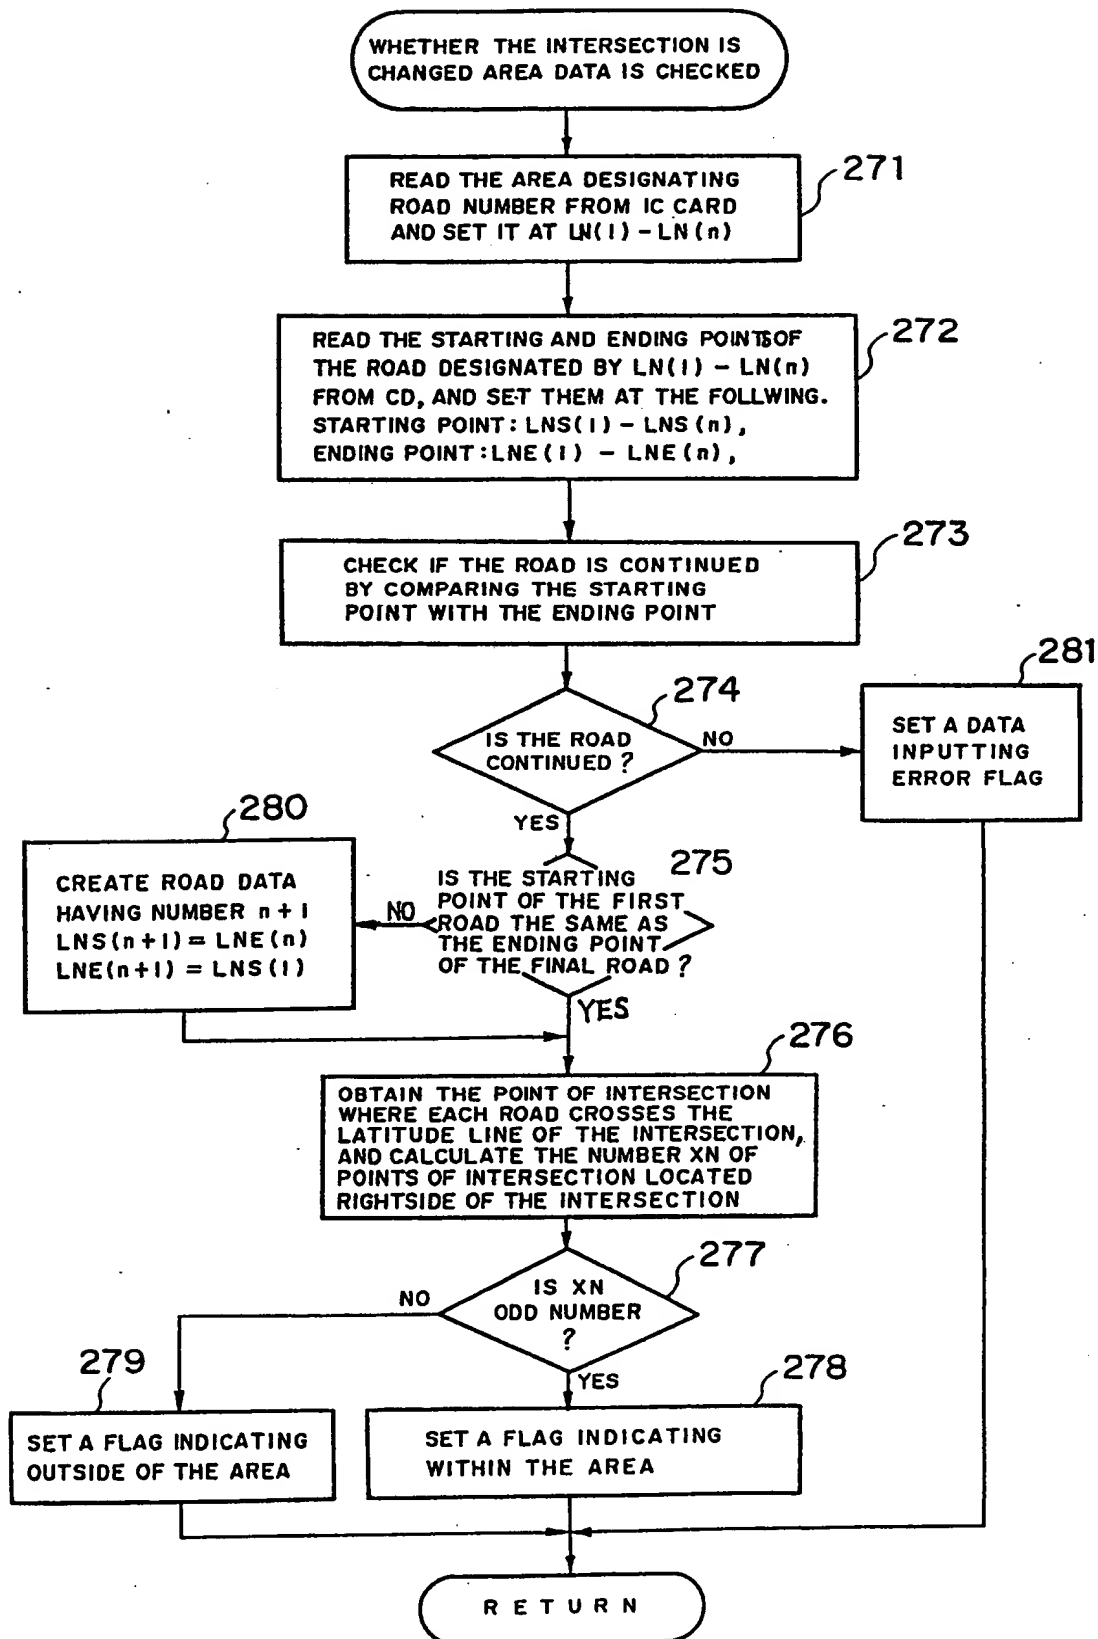 WHETHER THE INTERSECTION IS
CHANGED AREA DATA IS CHECKED
271
READ THE AREA DESIGNATING
ROAD NUMBER FROM IC CARD
AND SET IT AT LN(1) - LN(n)
272
READ THE STARTING AND ENDING POINTS OF
THE ROAD DESIGNATED BY LN(1) - LN(n)
FROM CD, AND SET THEM AT THE FOLLWING.
STARTING POINT: LNS(1) - LNS(n),
ENDING POINT: LNE(1) - LNE(n),
273
CHECK IF THE ROAD IS CONTINUED
BY COMPARING THE STARTING
POINT WITH THE ENDING POINT
274
IS THE ROAD
CONTINUED ?
NO
YES
281
SET A DATA
INPUTTING
ERROR FLAG
275
IS THE STARTING
POINT OF THE FIRST
ROAD THE SAME AS
THE ENDING POINT
OF THE FINAL ROAD ?
NO
YES
280
CREATE ROAD DATA
HAVING NUMBER n+1
LNS(n+1) = LNE(n)
LNE(n+1) = LNS(1)
276
OBTAIN THE POINT OF INTERSECTION
WHERE EACH ROAD CROSSES THE
LATITUDE LINE OF THE INTERSECTION,
AND CALCULATE THE NUMBER XN OF
POINTS OF INTERSECTION LOCATED
RIGHTSIDE OF THE INTERSECTION
277
IS XN
ODD NUMBER
?
NO
YES
279
SET A FLAG INDICATING
OUTSIDE OF THE AREA
278
SET A FLAG INDICATING
WITHIN THE AREA
RETURN